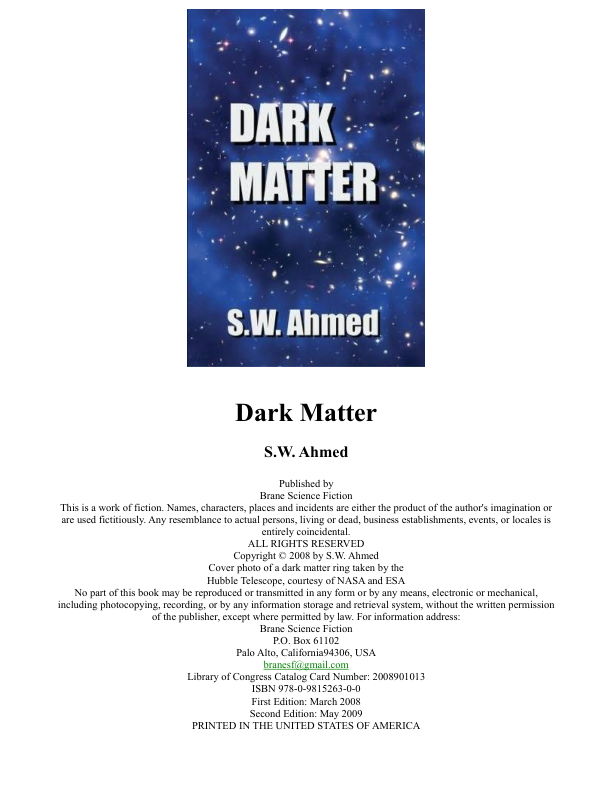 DARK
MATTER
S.W. Ahmed
Dark Matter
S.W. Ahmed
Published by
Brane Science Fiction
This is a work of fiction. Names, characters, places and incidents are either the product of the author's imagination or
are used fictitiously. Any resemblance to actual persons, living or dead, business establishments, events, or locales is
entirely coincidental.
ALL RIGHTS RESERVED
Copyright © 2008 by S.W. Ahmed
Cover photo of a dark matter ring taken by the
Hubble Telescope, courtesy of NASA and ESA
No part of this book may be reproduced or transmitted in any form or by any means, electronic or mechanical,
including photocopying, recording, or by any information storage and retrieval system, without the written permission
of the publisher, except where permitted by law. For information address:
Brane Science Fiction
P.O. Box 61102
Palo Alto, California94306, USA
branesf@gmail.com
Library of Congress Catalog Card Number: 2008901013
ISBN 978-0-9815263-0-0
First Edition: March 2008
Second Edition: May 2009
PRINTED IN THE UNITED STATES OF AMERICA